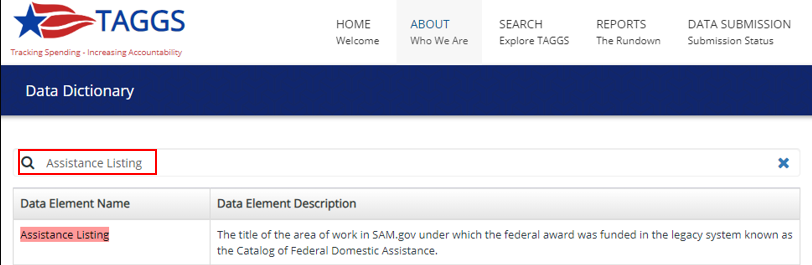 TAGGS
Tracking Spending - Increasing Accountability
HOME
Welcome
ABOUT
Who We Are
SEARCH
Explore TAGGS
REPORTS
The Rundown
DATA SUBMISSION
Submission Status
Data Dictionary
Assistance Listing
Data Element Name
Data Element Description
Assistance Listing
The title of the area of work in SAM.gov under which the federal award was funded in the legacy system known as
the Catalog of Federal Domestic Assistance.